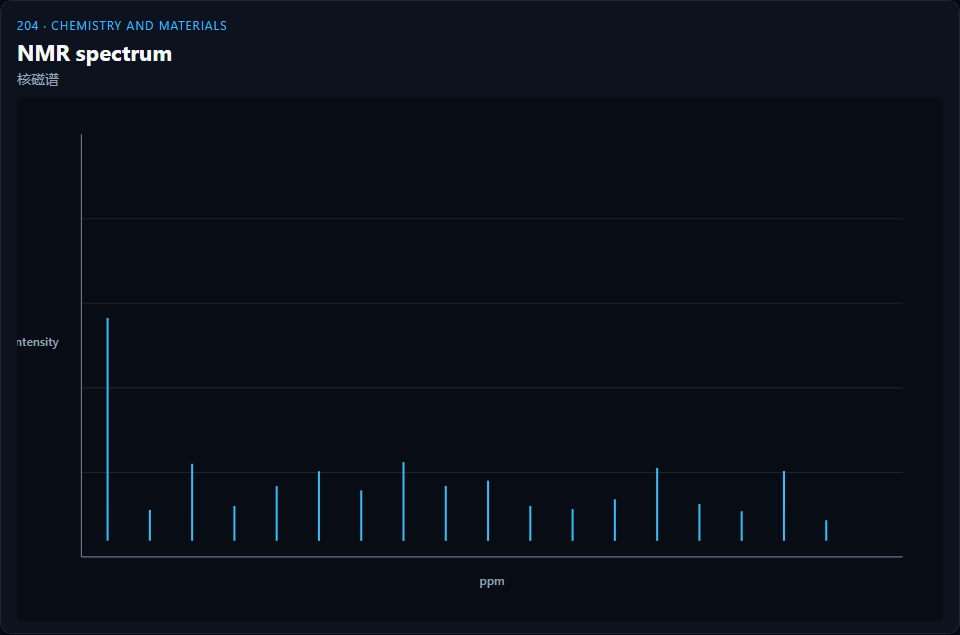 204 · CHEMISTRY AND MATERIALS
NMR spectrum
核磁谱
ntensity
ppm